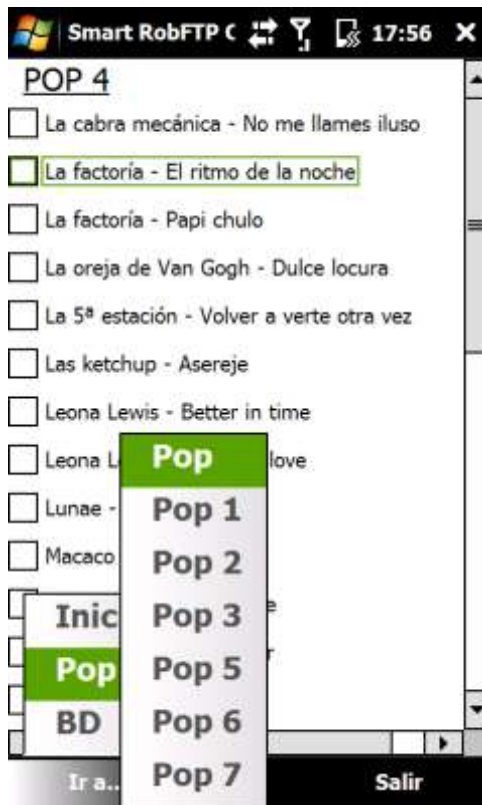 Smart RobFTP C 17:56
POP 4
La cabra mecánica - No me llames iluso
La factoría - El ritmo de la noche
La factoría - Papi chulo
La oreja de Van Gogh - Dulce locura
La 5ª estación - Volver a verte otra vez
Las ketchup - Asereje
Leona Lewis - Better in time
Leona L love
Lunae -
Macaco
Pop
Pop 1
Pop 2
Pop 3
Pop 5
Pop 6
Pop 7
Inic
Pop
BD
Ir a..
Salir